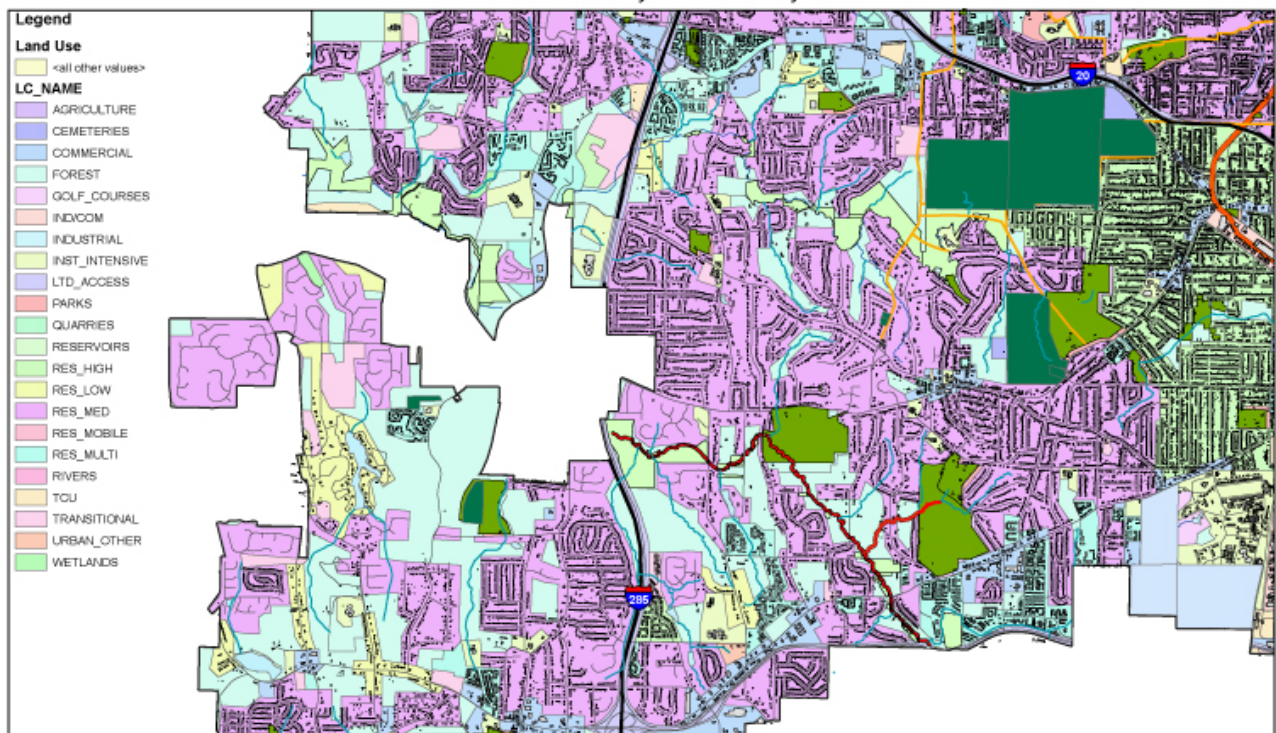 Legend
Land Use
<all other values>
LC_NAME
AGRICULTURE
CEMETERIES
COMMERCIAL
FOREST
GOLF_COURSES
IND/COM
INDUSTRIAL
INST_INTENSIVE
LTD_ACCESS
PARKS
QUARRIES
RESERVOIRS
RES_HIGH
RES_LOW
RES_MED
RES_MOBILE
RES_MULTI
RIVERS
TCU
TRANSITIONAL
URBAN_OTHER
WETLANDS
20
285